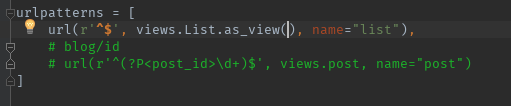 urlpatterns = [
url(r'^$', views.List.as_view(), name="list"),
# blog/id
# url(r'^(?P<post_id>\d+)$', views.post, name="post")
]